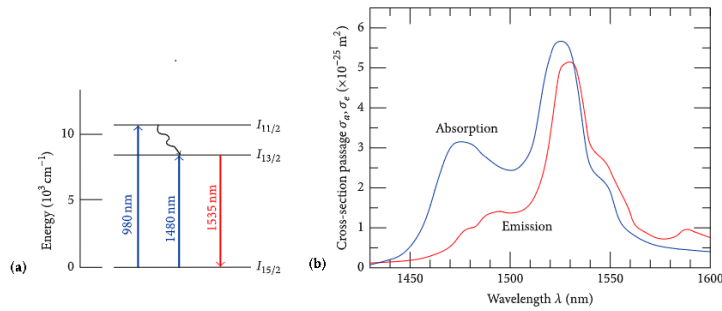 Energy (10³ cm⁻¹)
10
5
0
I₁₁/₂
I₁₃/₂
I₁₅/₂
980 nm
1480 nm
1535 nm
(a)
Cross-section passage σₐ, σₑ (×10⁻²⁵ m²)
6
5
4
3
2
1
0
Absorption
Emission
1450
1500
1550
1600
Wavelength λ (nm)
(b)